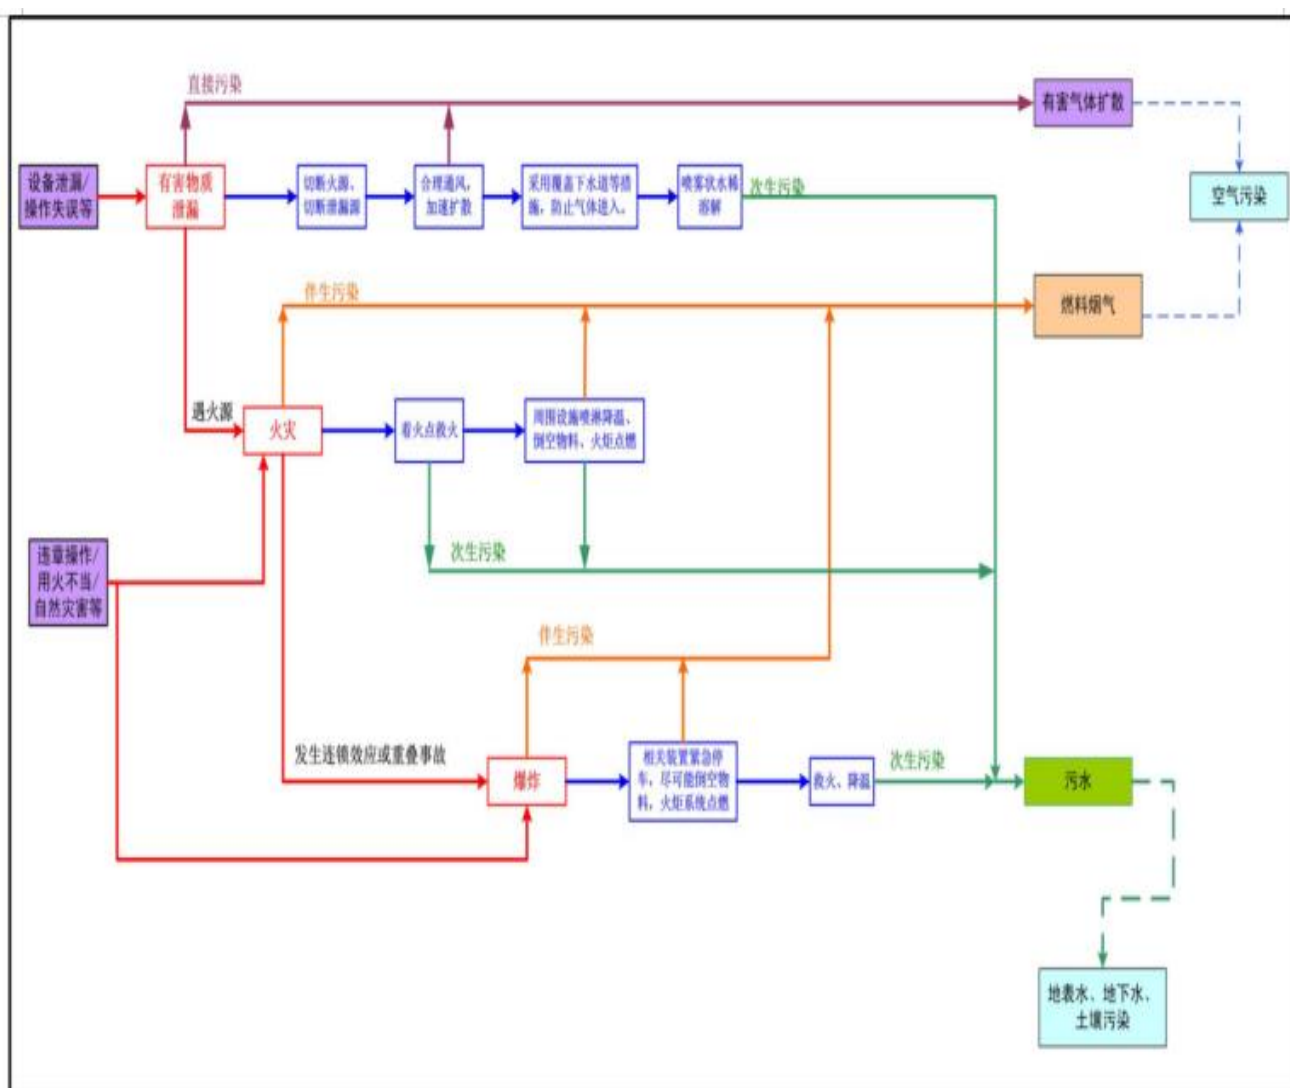 直接污染
有害气体扩散
设备泄漏/
操作失误等
有害物质
泄漏
切断火源、
切断泄漏源
合理通风，
加速扩散
采用覆盖下水道等措
施，防止气体进入。
喷雾状水稀
溶解
次生污染
空气污染
伴生污染
燃料烟气
遇火源
火灾
着火点救火
周围设施喷淋降温、
倒空物料、火炬点燃
违章操作/
用火不当/
自然灾害等
次生污染
伴生污染
发生连锁效应或重叠事故
爆炸
相关装置紧急停
车，尽可能倒空物
料，火炬系统点燃
救火、降温
次生污染
污水
地表水、地下水、
土壤污染